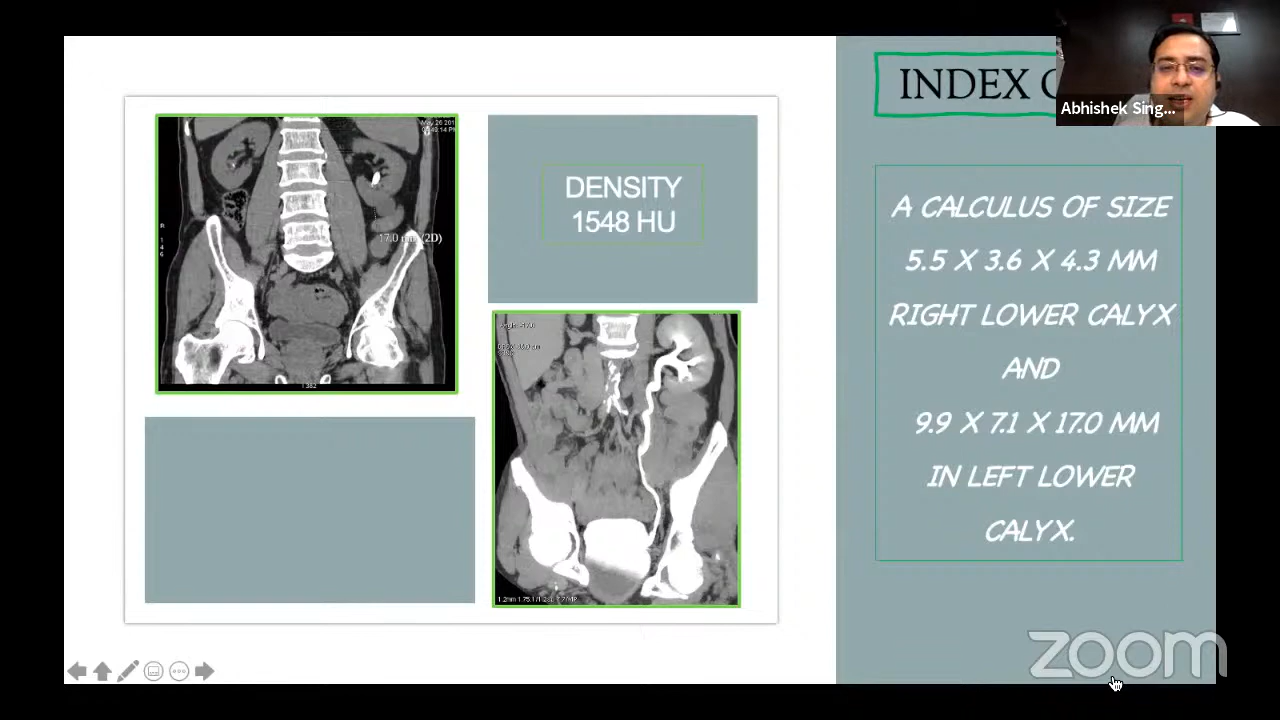 INDEX
Abhishek Sing...
DENSITY
1548 HU
17.0 mm (2D)
A CALCULUS OF SIZE
5.5 X 3.6 X 4.3 MM
RIGHT LOWER CALYX
AND
9.9 X 7.1 X 17.0 MM
IN LEFT LOWER
CALYX.
zoom